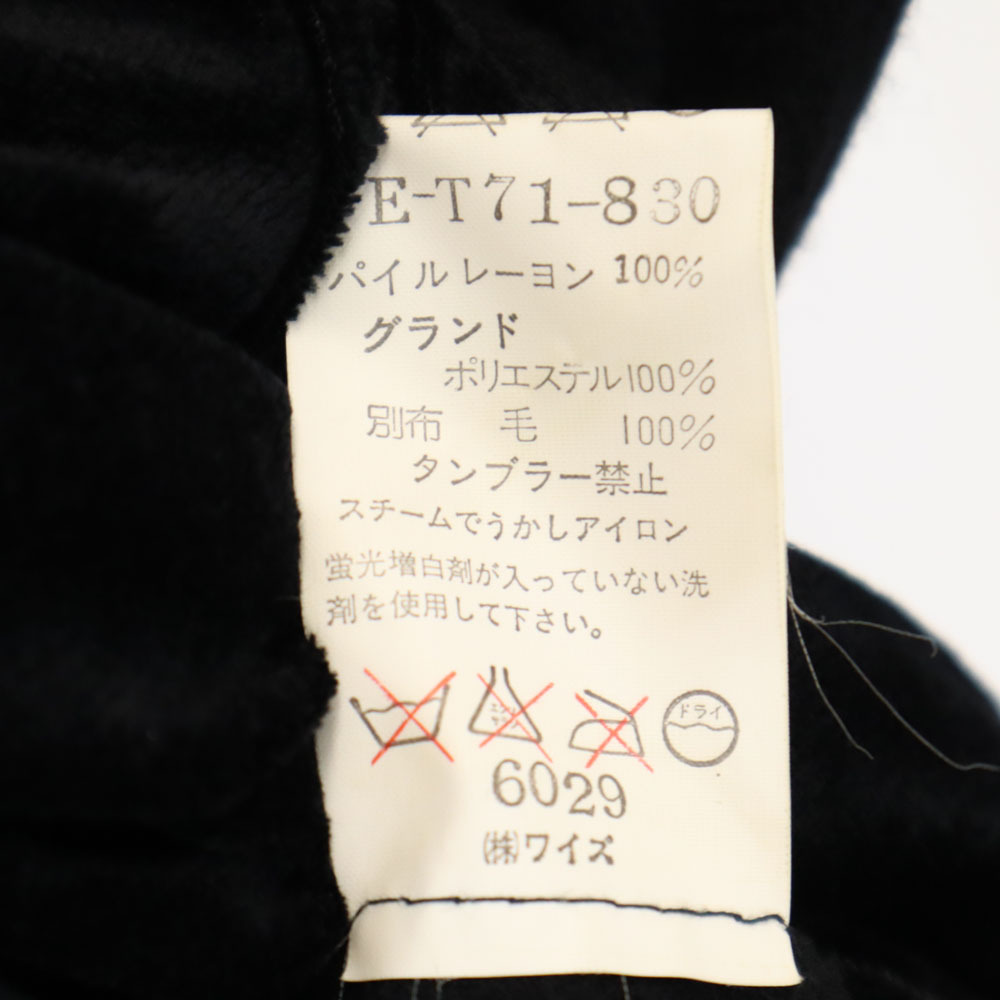 E-T71-830
パイルレーヨン 100%
グランド
ポリエステル100%
別布 毛 100%
タンブラー禁止
スチームでうかしアイロン
蛍光増白剤が入っていない洗
剤を使用して下さい。
ドライ
6029
㈱ワイズ